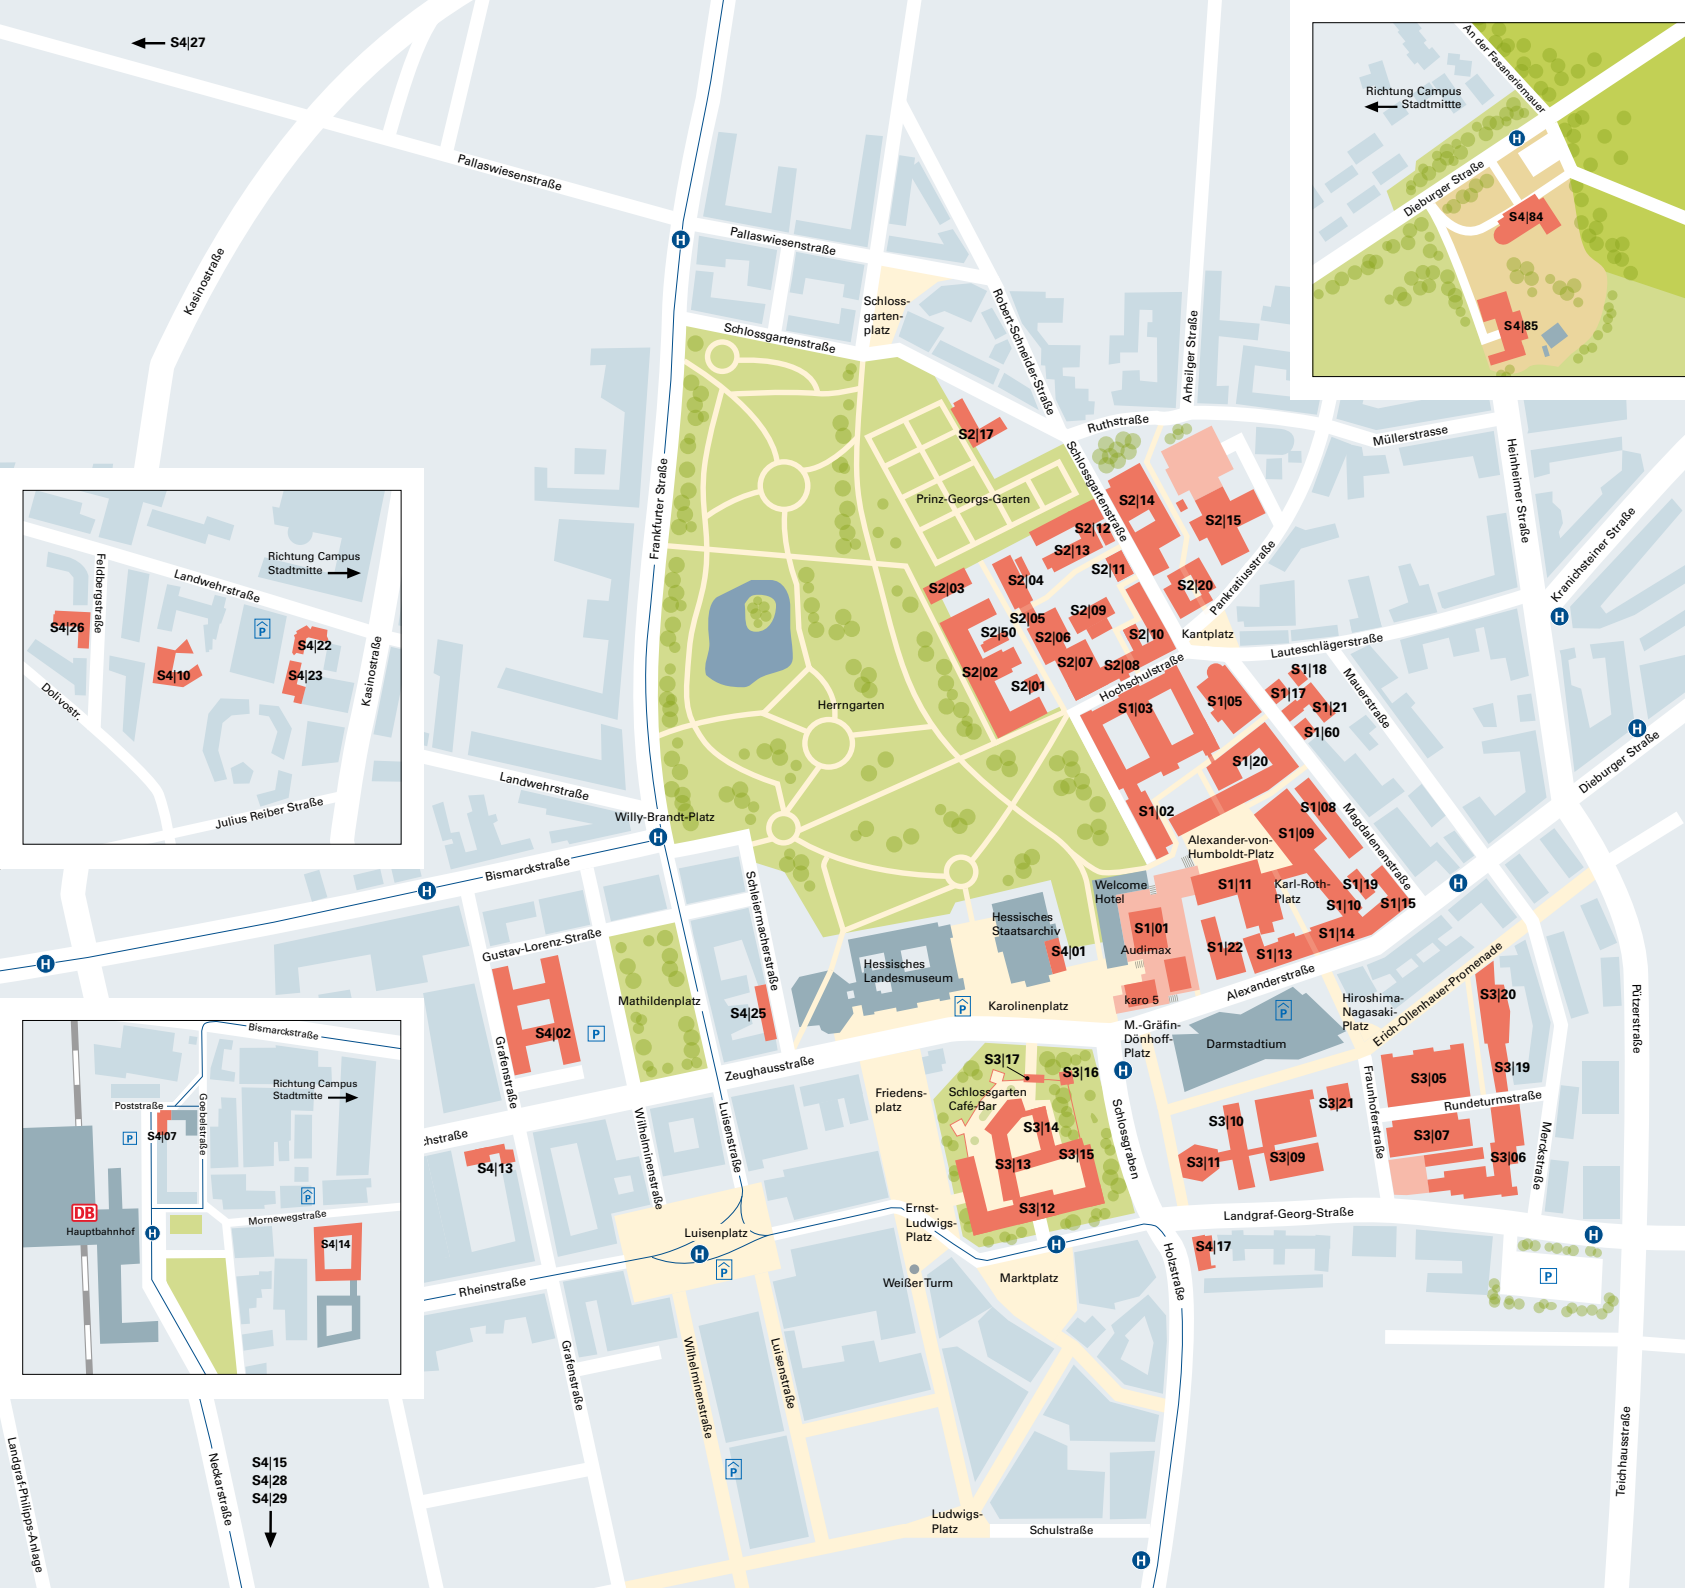 S4|27
Pallaswiesenstraße
Kasinostraße
H
Pallaswiesenstraße
Schloss-
garten-
platz
Schlossgartenstraße
Robert-Schneider-Straße
Arheilger Straße
Ruthstraße
Müllerstrasse
Heinheimer Straße
Kranichsteiner Straße
An der Fasaneriemauer
Richtung Campus
Stadtmittte
H
Dieburger Straße
S4|84
S4|85
Frankfurter Straße
S2|17
Prinz-Georgs-Garten
Schlossgartenstraße
S2|14
S2|15
S2|12
S2|13
S2|11
S2|20
Pankratiusstraße
S2|03
S2|04
S2|05
S2|09
S2|50
S2|06
S2|10
S2|07
S2|08
S2|02
S2|01
Kantplatz
Hochschulstraße
Lauteschlägerstraße
H
Mauerstraße
H
Dieburger Straße
Herrngarten
S1|03
S1|05
S1|18
S1|17
S1|21
S1|60
S1|20
S1|02
S1|08
S1|09
Magdalenenstraße
Alexander-von-
Humboldt-Platz
Karl-Roth-
Platz
S1|11
S1|19
S1|10
S1|15
S1|14
S1|13
S1|22
S1|01
Audimax
karo 5
Welcome
Hotel
H
Alexanderstraße
Feldbergstraße
Landwehrstraße
Richtung Campus
Stadtmitte
S4|26
S4|10
P
S4|22
S4|23
Kasinostraße
Dolivostr.
Julius Reiber Straße
Landwehrstraße
Willy-Brandt-Platz
H
Bismarckstraße
H
H
Schleiermacherstraße
Gustav-Lorenz-Straße
Mathildenplatz
S4|02
P
S4|25
Grafenstraße
Hessisches
Landesmuseum
Hessisches
Staatsarchiv
S4|01
P
Karolinenplatz
Zeughausstraße
M.-Gräfin-
Dönhoff-
Platz
H
Darmstadtium
P
Hiroshima-
Nagasaki-
Platz
Erich-Ollenhauer-Promenade
S3|20
S3|19
S3|05
Rundeturmstraße
S3|21
S3|10
S3|07
S3|06
S3|11
S3|09
Fraunhoferstraße
Merckstraße
Pützerstraße
Friedens-
platz
Schlossgarten
Café-Bar
S3|17
S3|16
S3|14
S3|15
S3|13
S3|12
Schlossgraben
Landgraf-Georg-Straße
H
P
S4|17
Holzstraße
Teichhausstraße
Ernst-
Ludwigs-
Platz
H
Marktplatz
Weißer Turm
chstraße
S4|13
Wilhelminenstraße
Luisenstraße
Luisenplatz
H
P
Rheinstraße
Grafenstraße
Wilhelminenstraße
Luisenstraße
P
Ludwigs-
Platz
Schulstraße
H
Bismarckstraße
Richtung Campus
Stadtmitte
Poststraße
Goebelstraße
P
S4|07
P
DB
Hauptbahnhof
H
Mornewegstraße
S4|14
S4|15
S4|28
S4|29
Neckarstraße
Landgraf-Philipps-Anlage